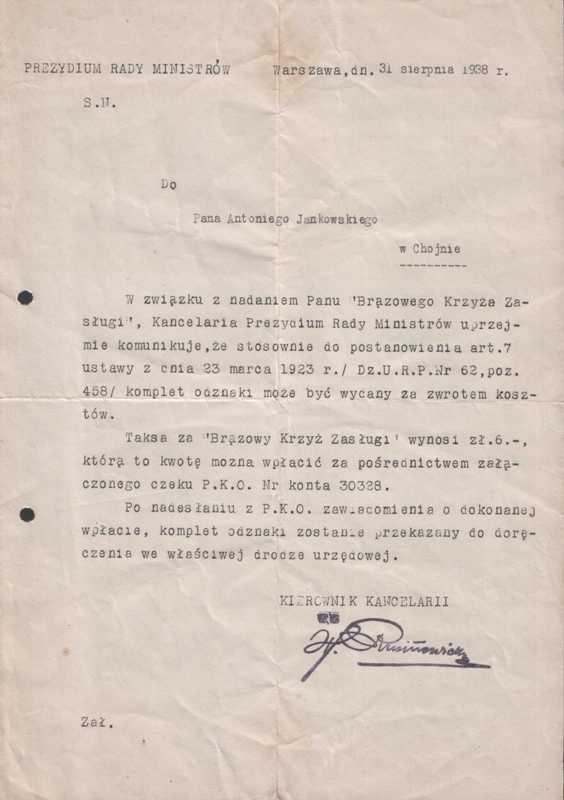 PREZYDIUM RADY MINISTRÓW Warszawa,dn. 31 sierpnia 1938 r.
S.N.
Do
Pana Antoniego Jankowskiego
w Chojnie
----------
W związku z nadaniem Panu "Brązowego Krzyża Za-
sługi", Kancelaria Prezydium Rady Ministrów uprzej-
mie komunikuje,że stosownie do postanowienia art.7
ustawy z dnia 23 marca 1923 r./ Dz.U.R.P.Nr 62,poz.
458/ komplet odznaki może być wydany za zwrotem kosz-
tów.
Taksa za "Brązowy Krzyż Zasługi" wynosi zł.6.-,
którą to kwotę można wpłacić za pośrednictwem załą-
czonego czeku P.K.O. Nr konta 30328.
Po nadesłaniu z P.K.O. zawiadomienia o dokonanej
wpłacie, komplet odznaki zostanie przekazany do dorę-
czenia we właściwej drodze urzędowej.
KIEROWNIK KANCELARII
Zał.